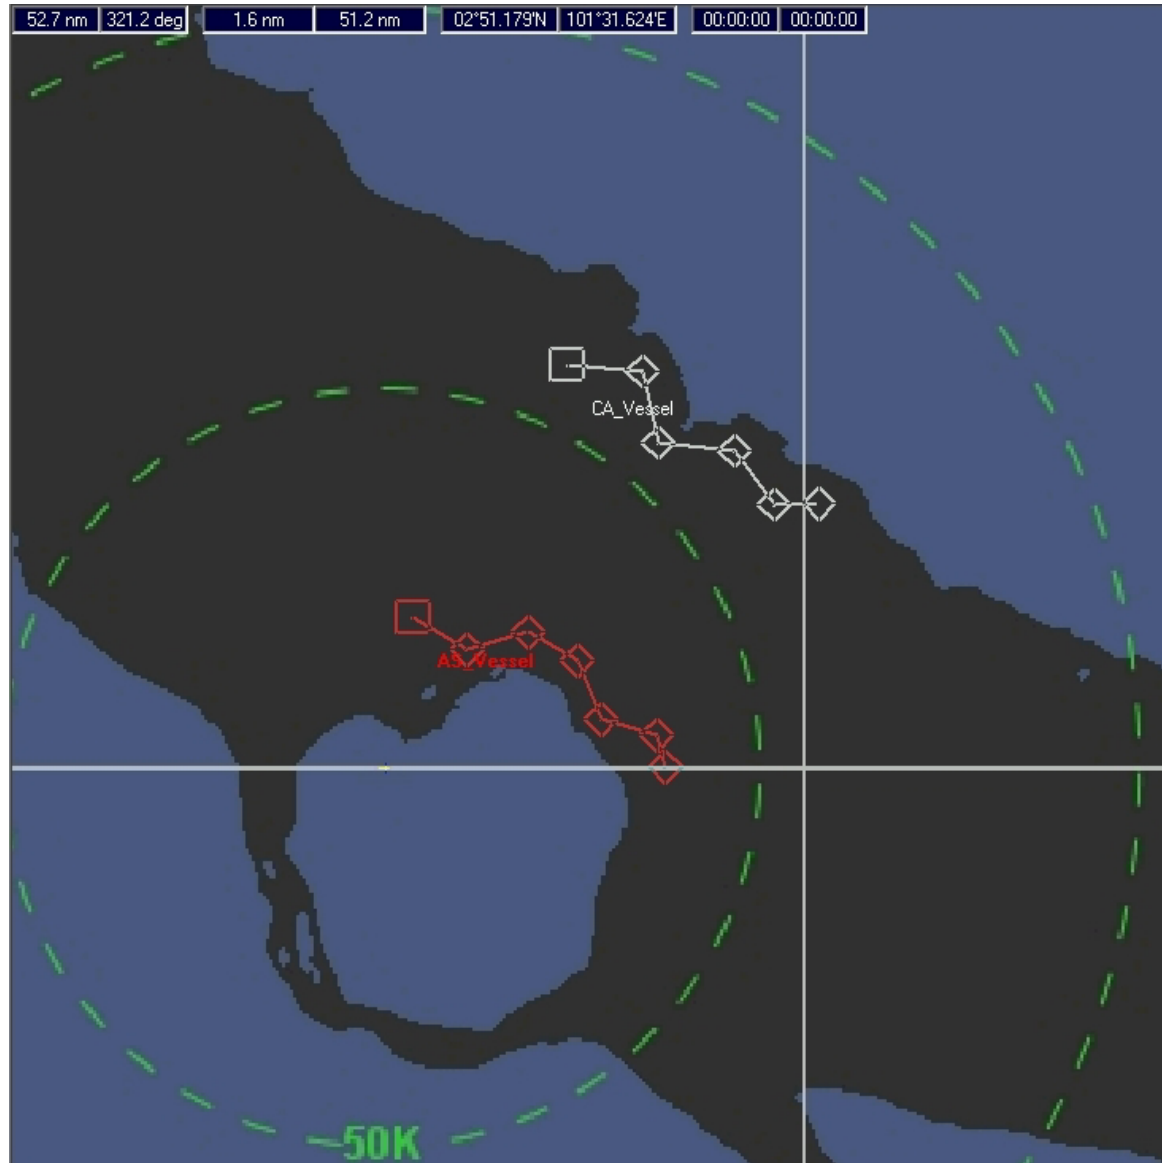 52.7 nm 321.2 deg 1.6 nm 51.2 nm 02°51.179'N 101°31.624'E 00:00:00 00:00:00
CA_Vessel
AS_Vessel
50K